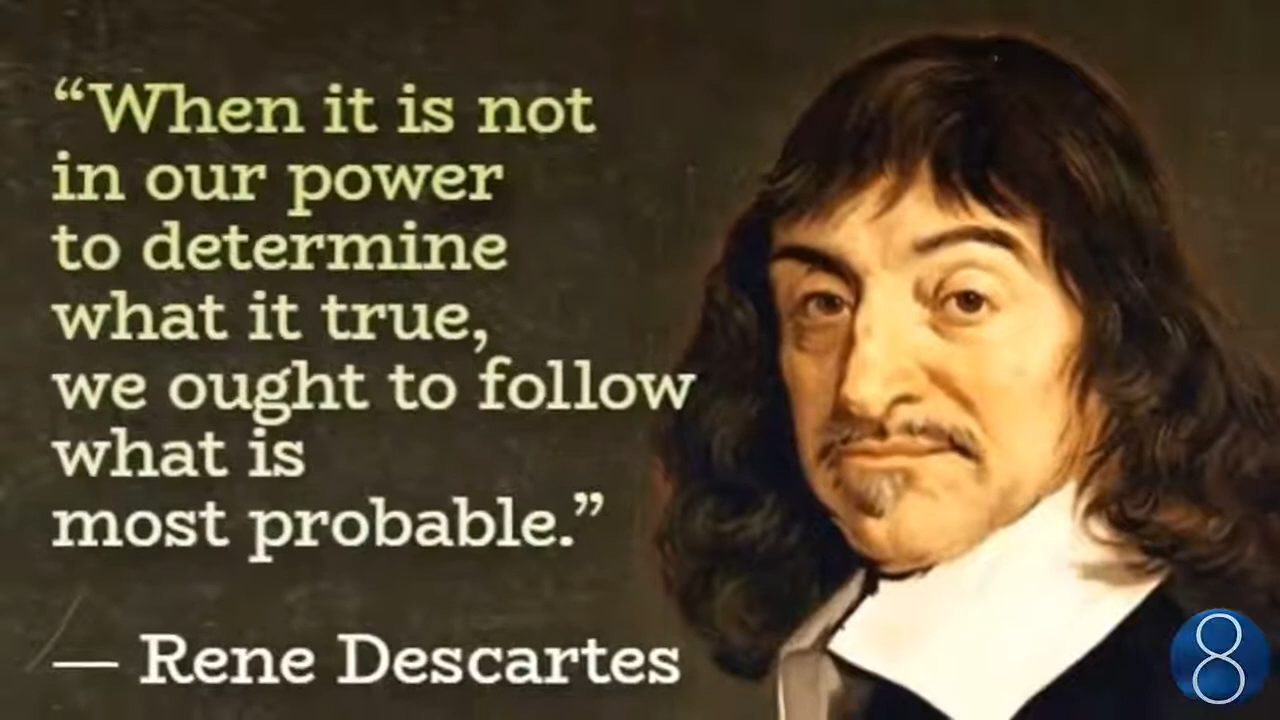 “When it is not
in our power
to determine
what it true,
we ought to follow
what is
most probable.”
— Rene Descartes
8